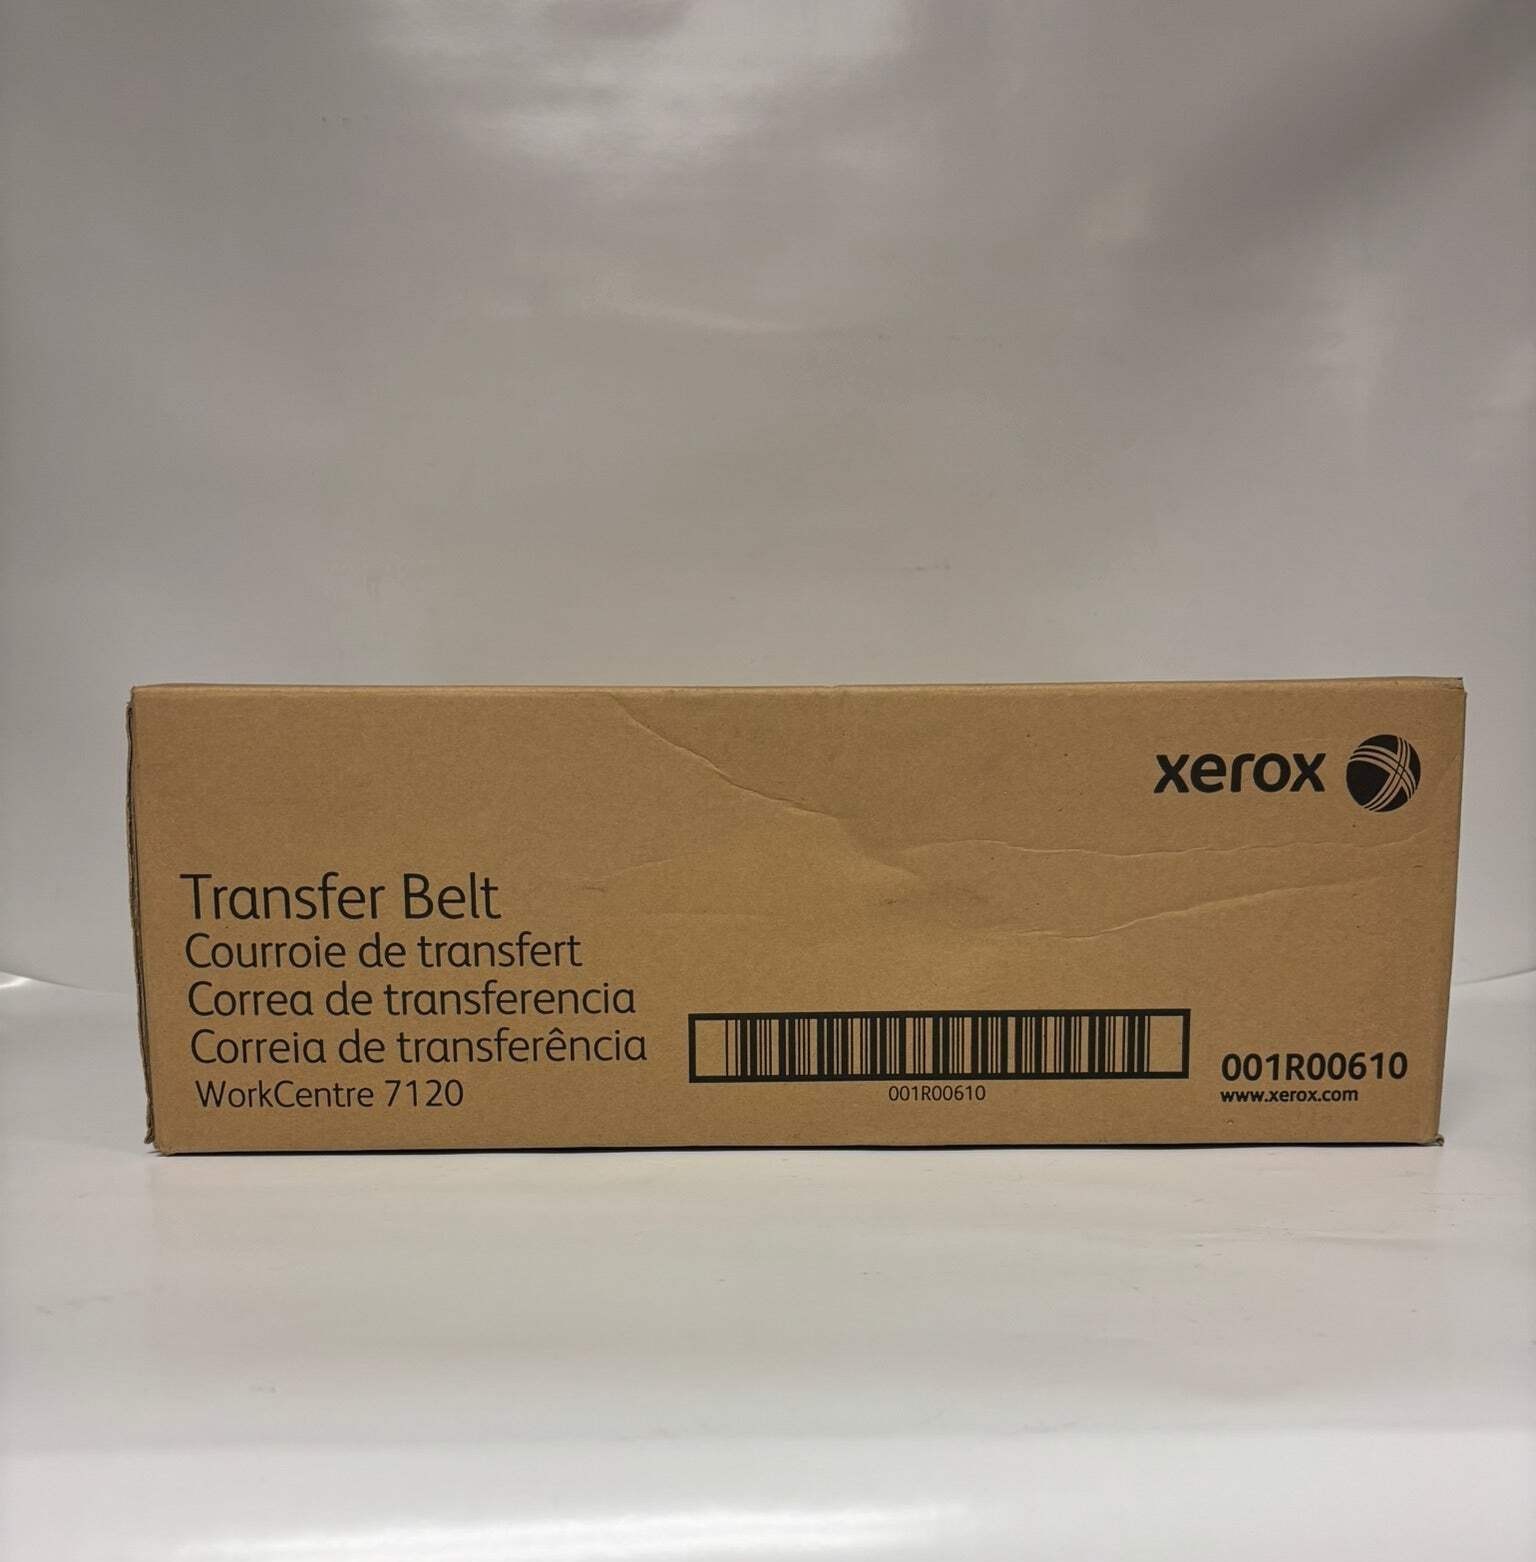 xerox
Transfer Belt
Courroie de transfert
Correa de transferencia
Correia de transferência
WorkCentre 7120
001R00610
001R00610
www.xerox.com